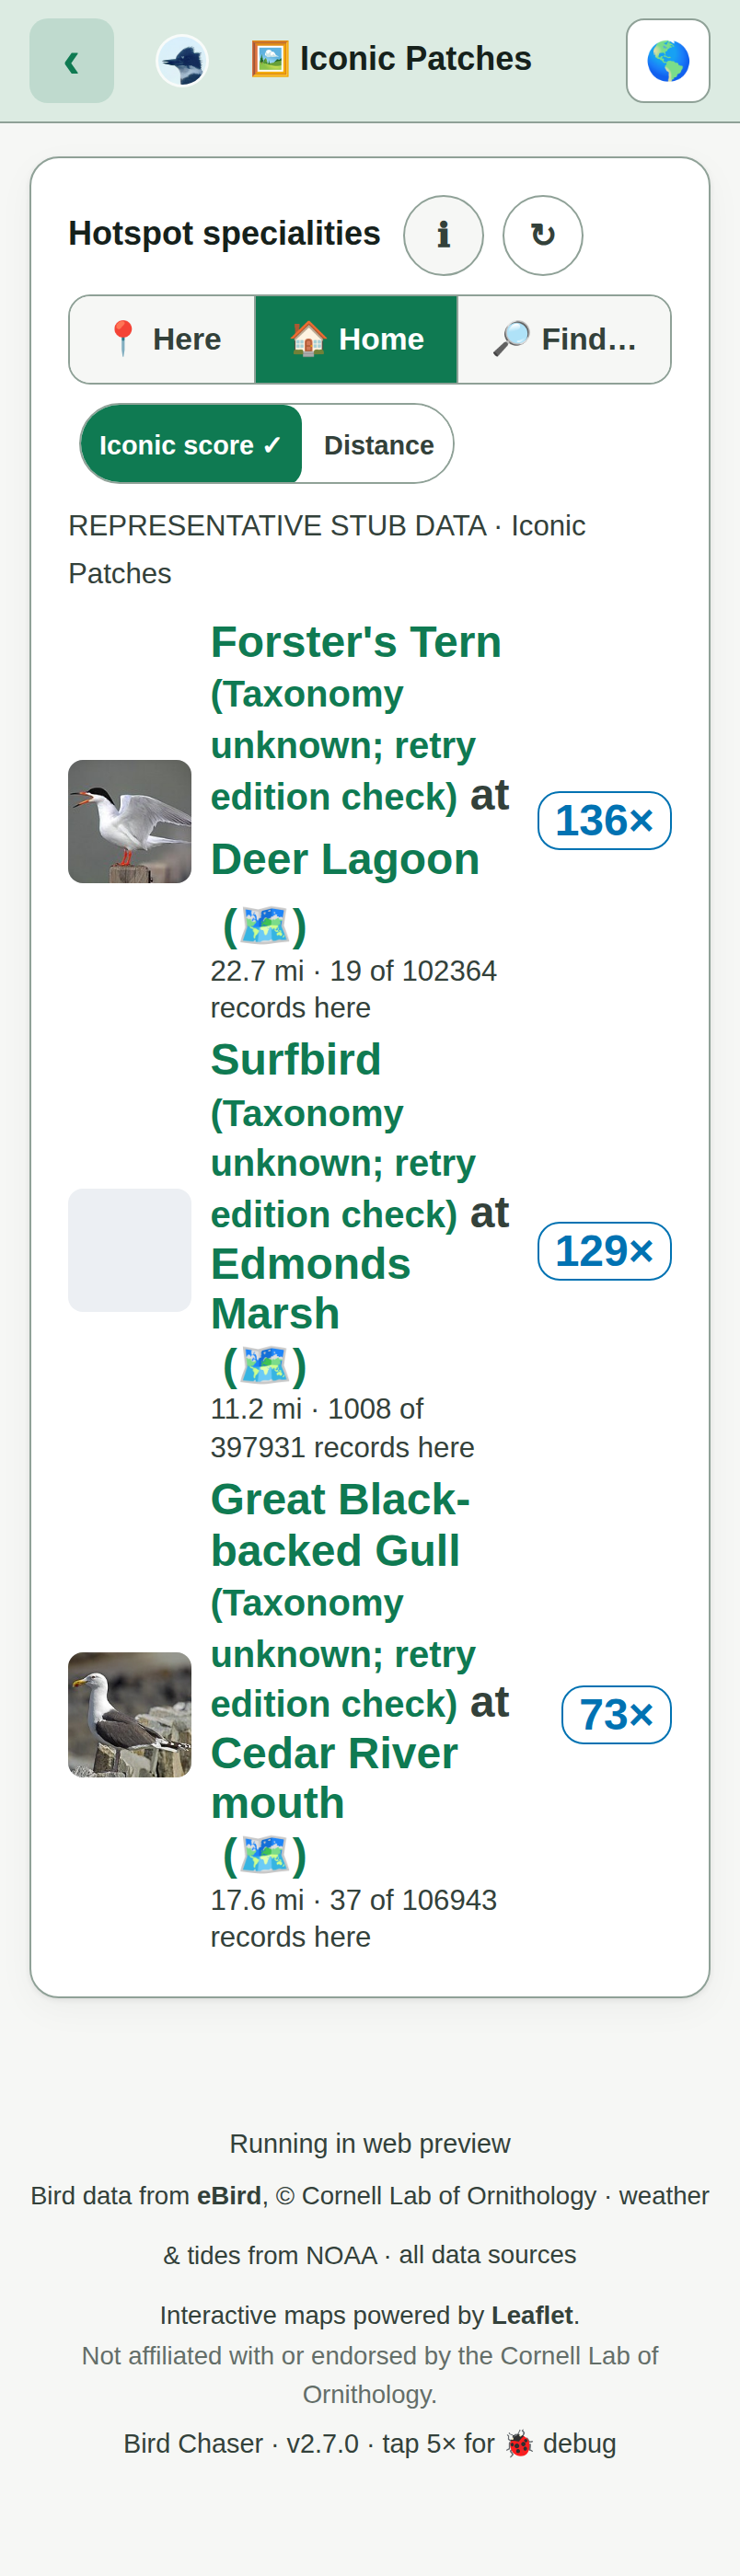 ‹ 🖼️ Iconic Patches 🌎
Hotspot specialities ℹ ↻
📍 Here 🏠 Home 🔎 Find…
Iconic score ✓ Distance
REPRESENTATIVE STUB DATA · Iconic
Patches
Forster's Tern
(Taxonomy
unknown; retry
edition check) at
Deer Lagoon
(🗺️)
22.7 mi · 19 of 102364
records here
136×
Surfbird
(Taxonomy
unknown; retry
edition check) at
Edmonds
Marsh
(🗺️)
11.2 mi · 1008 of
397931 records here
129×
Great Black-
backed Gull
(Taxonomy
unknown; retry
edition check) at
Cedar River
mouth
(🗺️)
17.6 mi · 37 of 106943
records here
73×
Running in web preview
Bird data from eBird, © Cornell Lab of Ornithology · weather
& tides from NOAA · all data sources
Interactive maps powered by Leaflet.
Not affiliated with or endorsed by the Cornell Lab of
Ornithology.
Bird Chaser · v2.7.0 · tap 5× for 🐞 debug